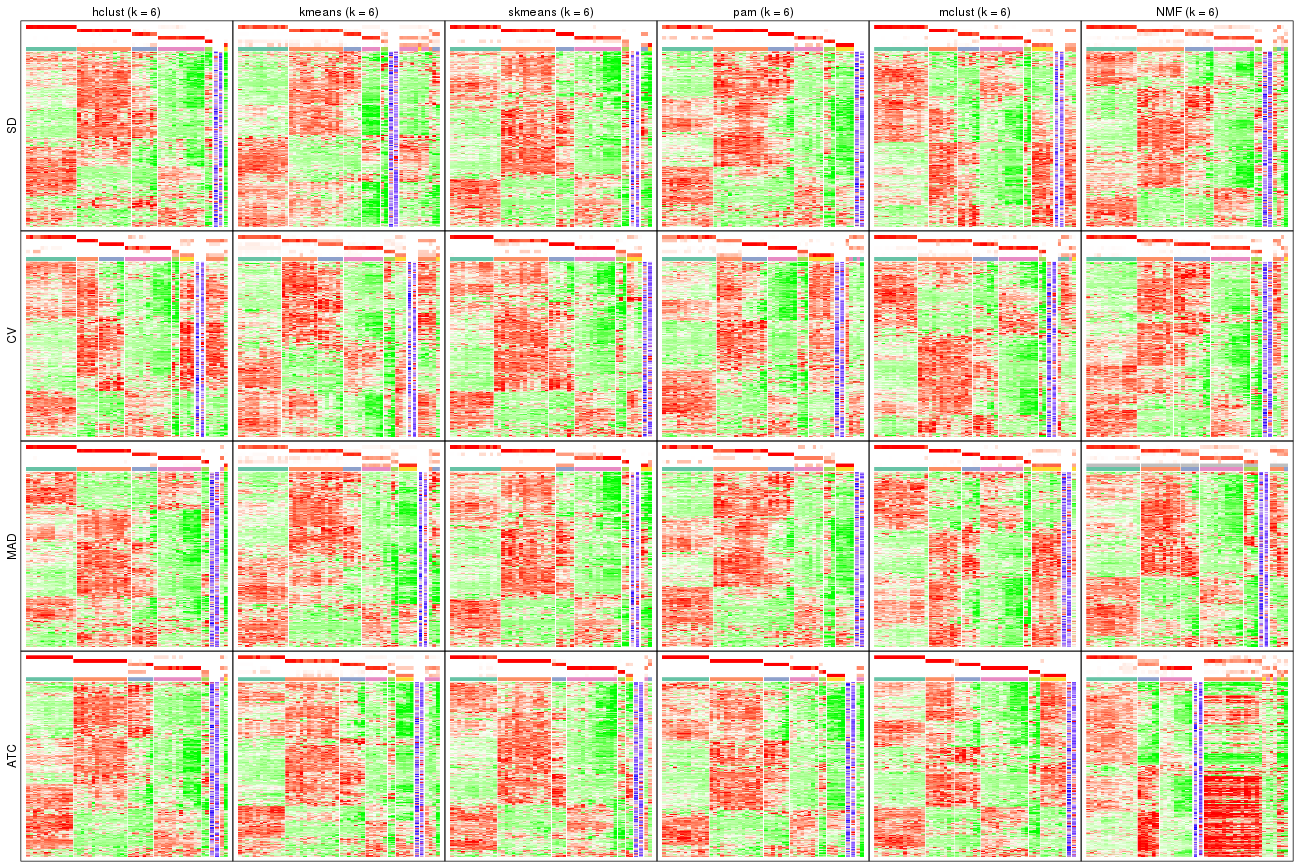 hclust (k = 6)
kmeans (k = 6)
skmeans (k = 6)
pam (k = 6)
mclust (k = 6)
NMF (k = 6)
SD
CV
MAD
ATC